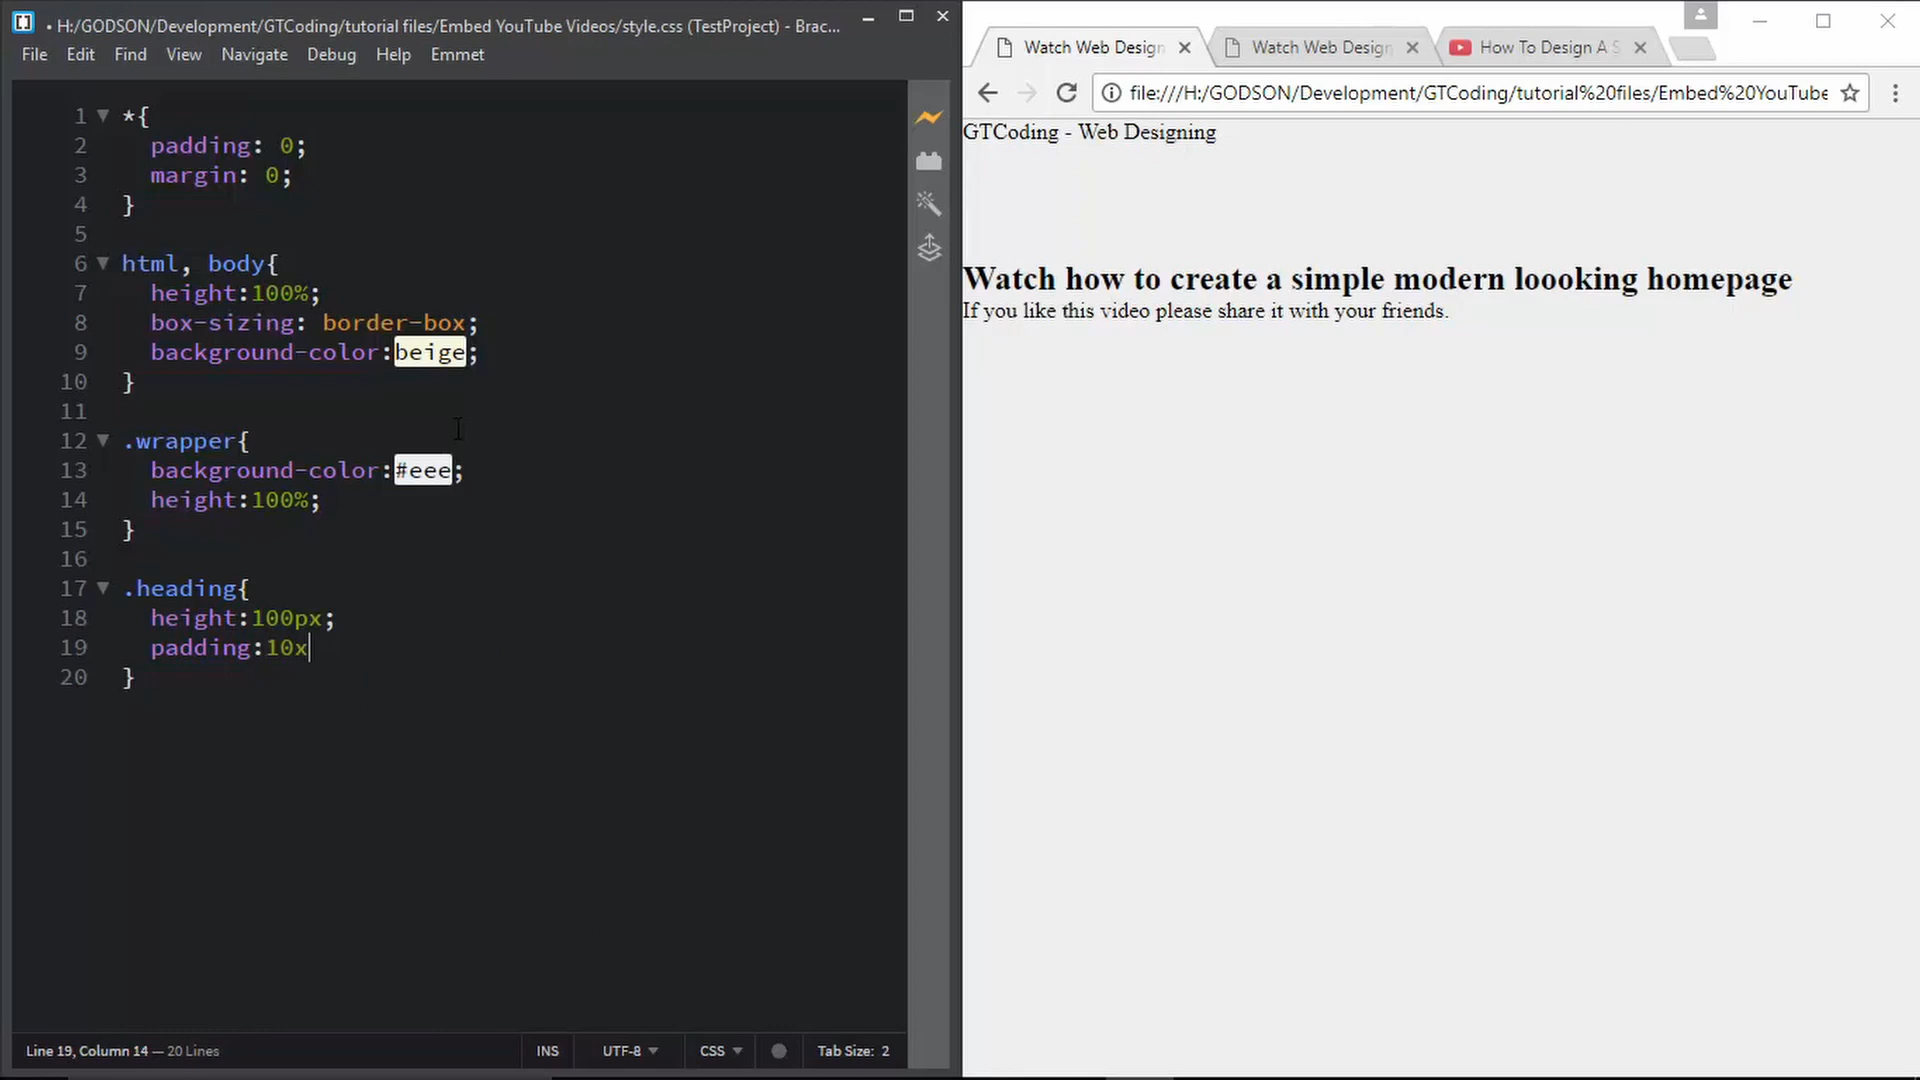 • H:/GODSON/Development/GTCoding/tutorial files/Embed YouTube Videos/style.css (TestProject) - Brac...
File Edit Find View Navigate Debug Help Emmet
1 *{
2 padding: 0;
3 margin: 0;
4 }
5
6 html, body{
7 height:100%;
8 box-sizing: border-box;
9 background-color:beige;
10 }
11
12 .wrapper{
13 background-color:#eee;
14 height:100%;
15 }
16
17 .heading{
18 height:100px;
19 padding:10x
20 }
Line 19, Column 14 — 20 Lines
INS UTF-8 CSS Tab Size: 2
Watch Web Design Watch Web Design How To Design A S
file:///H:/GODSON/Development/GTCoding/tutorial%20files/Embed%20YouTube
GTCoding - Web Designing
Watch how to create a simple modern loooking homepage
If you like this video please share it with your friends.